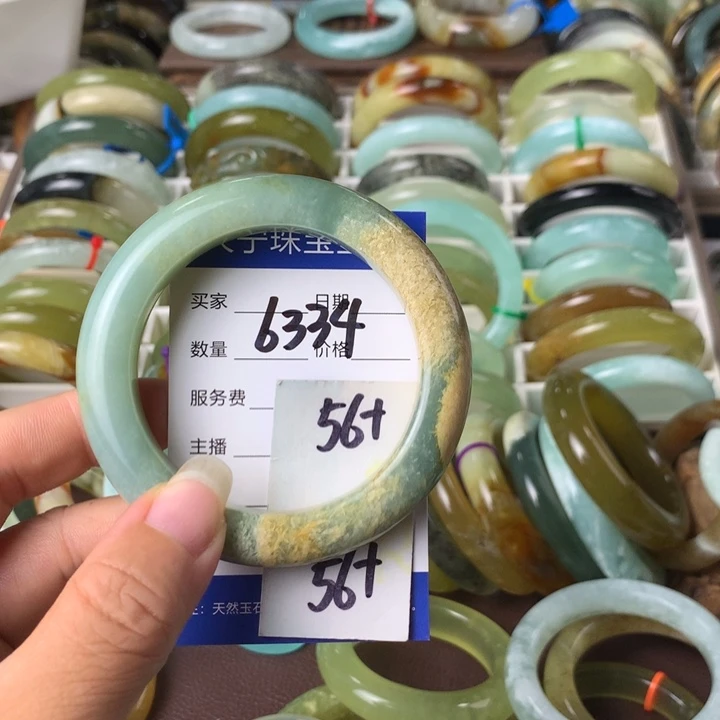 宁珠宝
买家 日期
6334
数量 价格
服务费
56+
主播
56+
天然玉石